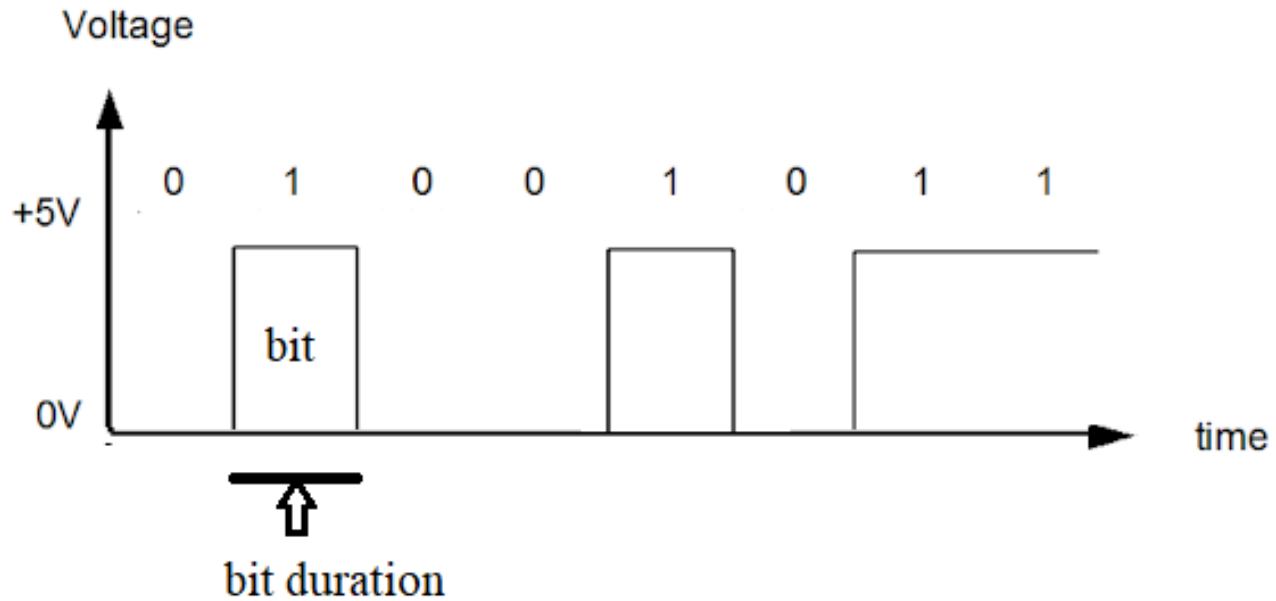 Voltage
0 1 0 0 1 0 1 1
+5V
bit
0V
time
bit duration